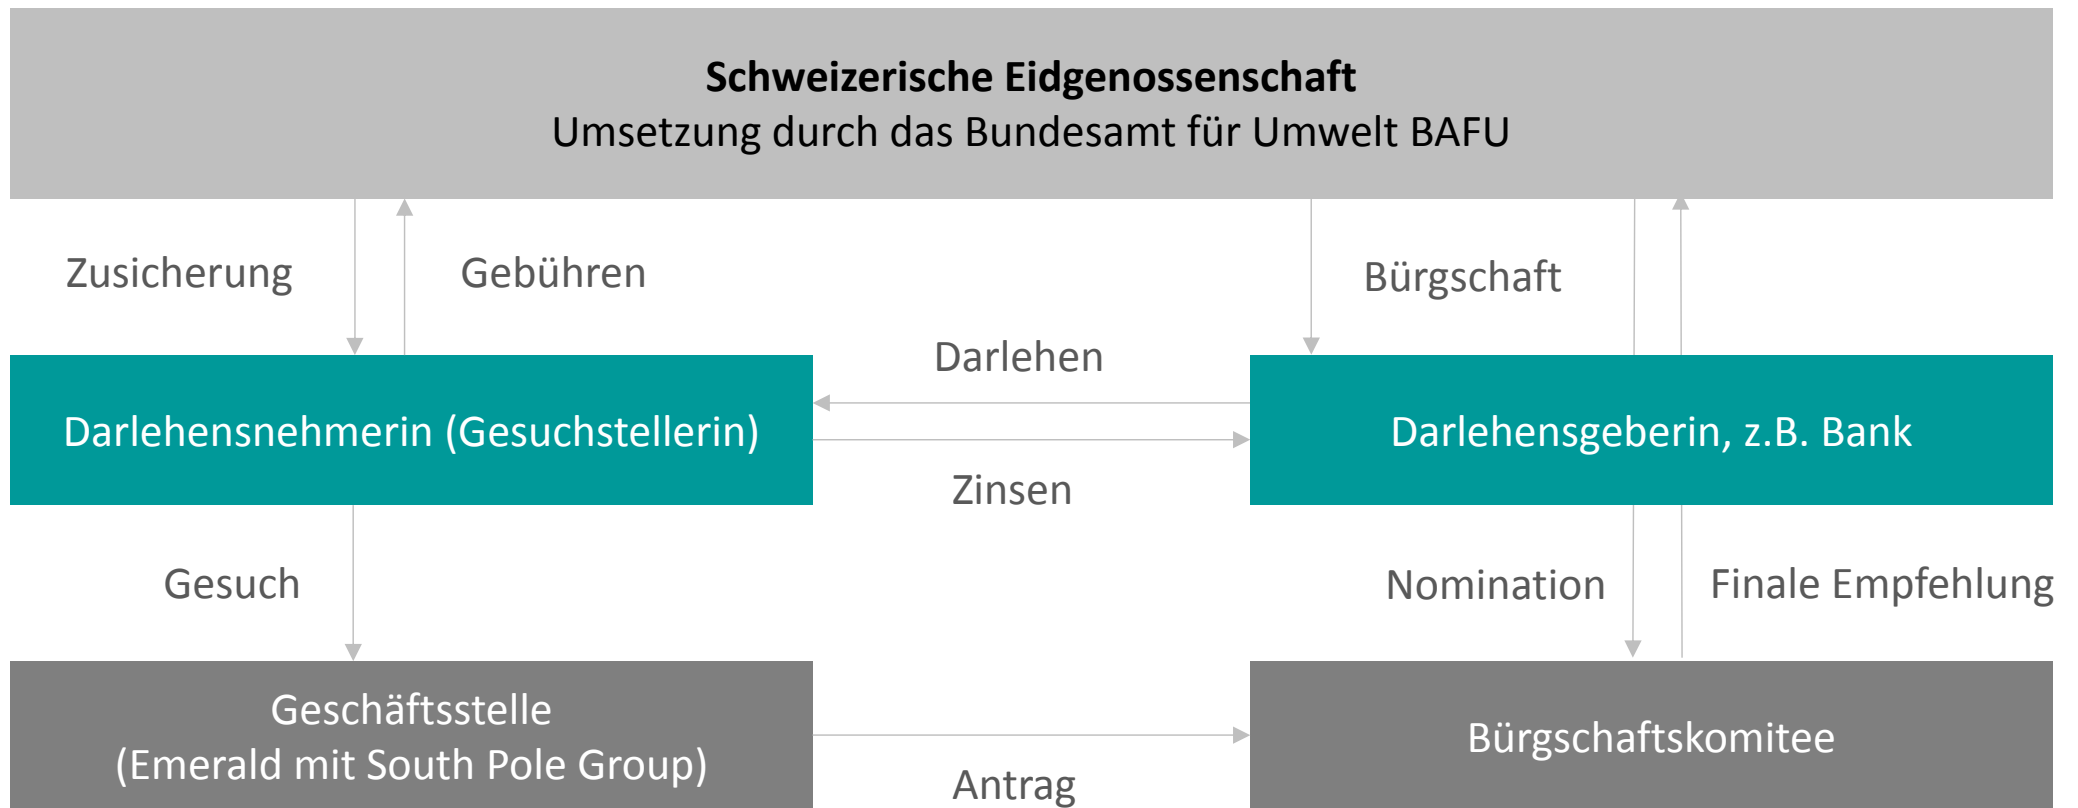 Schweizerische Eidgenossenschaft
Umsetzung durch das Bundesamt für Umwelt BAFU
Zusicherung
Gebühren
Bürgschaft
Darlehen
Darlehensnehmerin (Gesuchstellerin)
Darlehensgeberin, z.B. Bank
Zinsen
Gesuch
Nomination
Finale Empfehlung
Geschäftsstelle
(Emerald mit South Pole Group)
Bürgschaftskomitee
Antrag